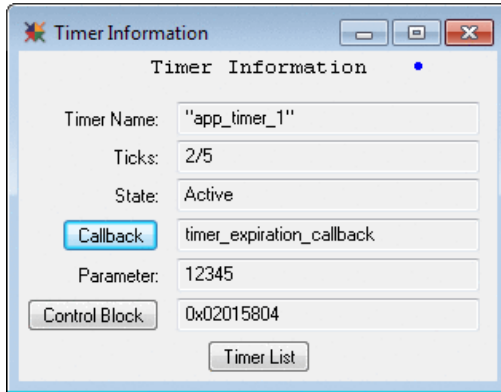 Timer Information
Timer Information
Timer Name: "app_timer_1"
Ticks: 2/5
State: Active
Callback timer_expiration_callback
Parameter: 12345
Control Block 0x02015804
Timer List